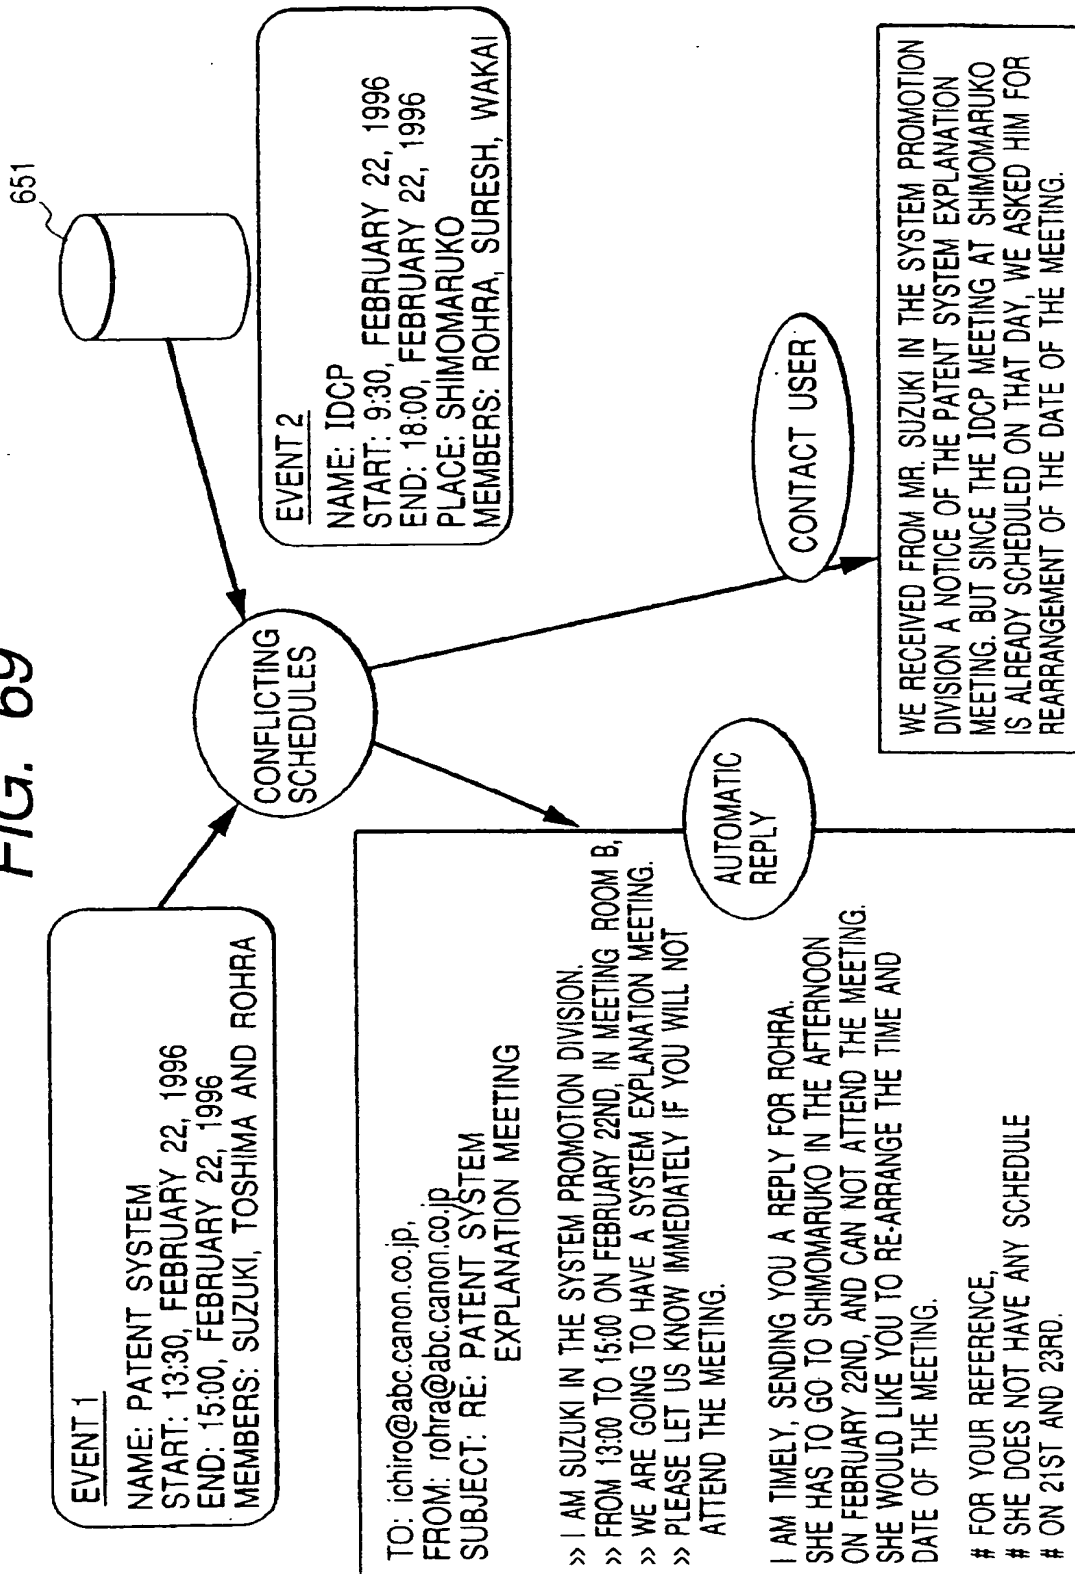 FIG. 69
EVENT 1
NAME: PATENT SYSTEM
START: 13:30, FEBRUARY 22, 1996
END: 15:00, FEBRUARY 22, 1996
MEMBERS: SUZUKI, TOSHIMA AND ROHRA
651
EVENT 2
NAME: IDCP
START: 9:30, FEBRUARY 22, 1996
END: 18:00, FEBRUARY 22, 1996
PLACE: SHIMOMARUKO
MEMBERS: ROHRA, SURESH, WAKAI
CONFLICTING
SCHEDULES
TO: ichiro@abc.canon.co.jp,
FROM: rohra@abc.canon.co.jp
SUBJECT: RE: PATENT SYSTEM
EXPLANATION MEETING
>> I AM SUZUKI IN THE SYSTEM PROMOTION DIVISION.
>> FROM 13:00 TO 15:00 ON FEBRUARY 22ND, IN MEETING ROOM B,
>> WE ARE GOING TO HAVE A SYSTEM EXPLANATION MEETING.
>> PLEASE LET US KNOW IMMEDIATELY IF YOU WILL NOT
ATTEND THE MEETING.
I AM TIMELY, SENDING YOU A REPLY FOR ROHRA.
SHE HAS TO GO TO SHIMOMARUKO IN THE AFTERNOON
ON FEBRUARY 22ND, AND CAN NOT ATTEND THE MEETING.
SHE WOULD LIKE YOU TO RE-ARRANGE THE TIME AND
DATE OF THE MEETING.
# FOR YOUR REFERENCE,
# SHE DOES NOT HAVE ANY SCHEDULE
# ON 21ST AND 23RD.
AUTOMATIC
REPLY
CONTACT USER
WE RECEIVED FROM MR. SUZUKI IN THE SYSTEM PROMOTION
DIVISION A NOTICE OF THE PATENT SYSTEM EXPLANATION
MEETING. BUT SINCE THE IDCP MEETING AT SHIMOMARUKO
IS ALREADY SCHEDULED ON THAT DAY, WE ASKED HIM FOR
REARRANGEMENT OF THE DATE OF THE MEETING.